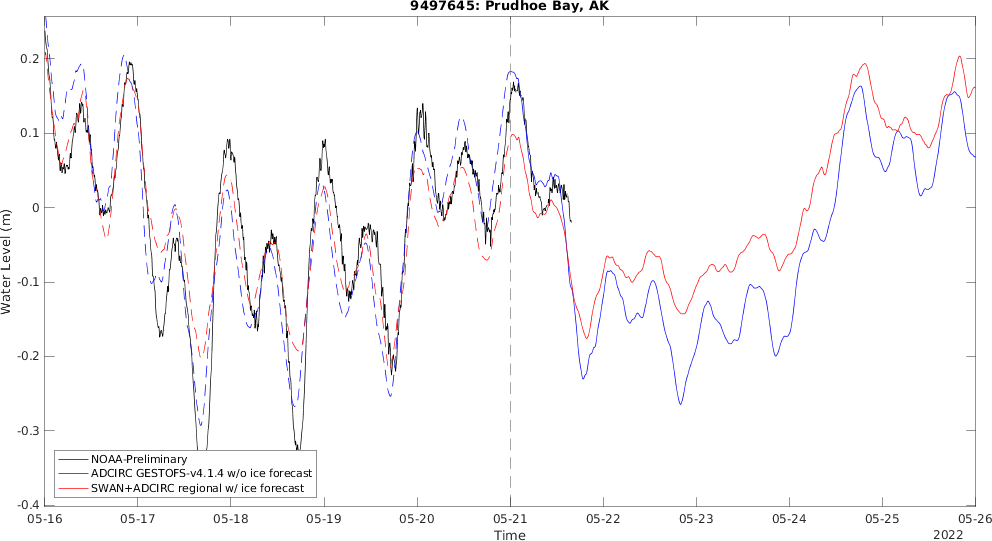 9497645: Prudhoe Bay, AK
Water Level (m)
0.2
0.1
0
-0.1
-0.2
-0.3
-0.4
NOAA-Preliminary
ADCIRC GESTOFS-v4.1.4 w/o ice forecast
SWAN+ADCIRC regional w/ ice forecast
05-16 05-17 05-18 05-19 05-20 05-21 05-22 05-23 05-24 05-25 05-26
Time
2022